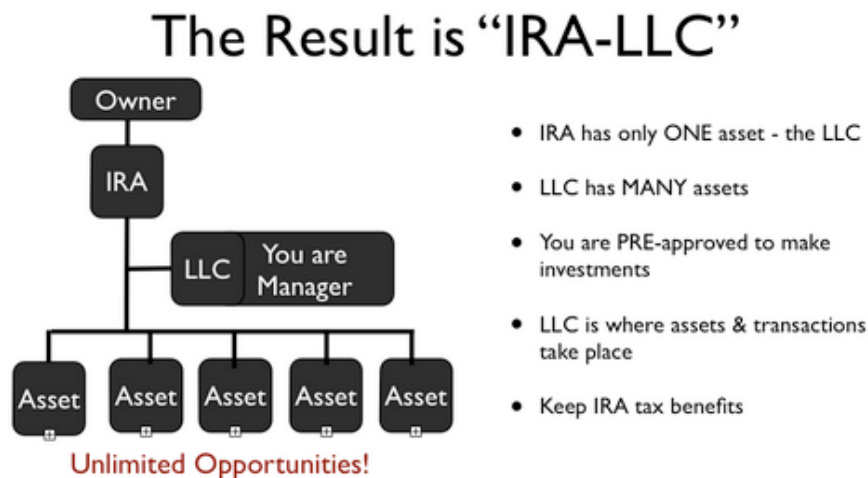 The Result is “IRA-LLC”
Owner
IRA
LLC
You are
Manager
Asset
Asset
Asset
Asset
Asset
Unlimited Opportunities!
• IRA has only ONE asset - the LLC
• LLC has MANY assets
• You are PRE-approved to make
investments
• LLC is where assets & transactions
take place
• Keep IRA tax benefits